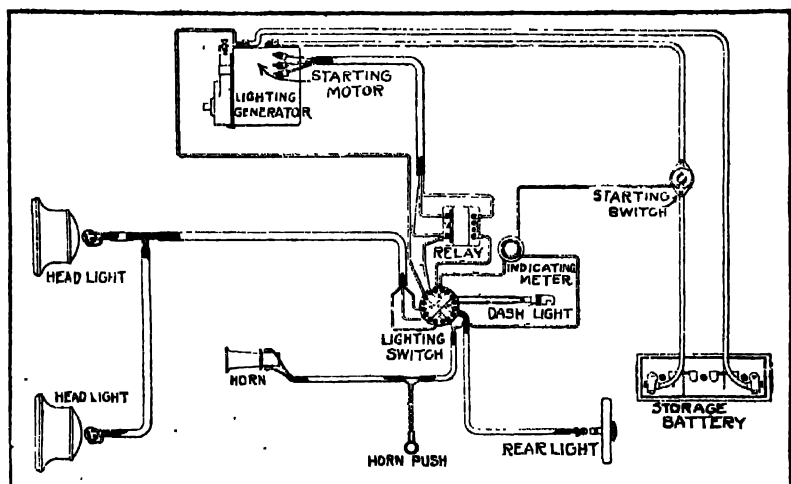 STARTING
MOTOR
LIGHTING
GENERATOR
STARTING
SWITCH
RELAY
INDICATING
METER
HEAD LIGHT
DASH LIGHT
LIGHTING
SWITCH
HORN
HEAD LIGHT
STORAGE
BATTERY
HORN PUSH
REAR LIGHT